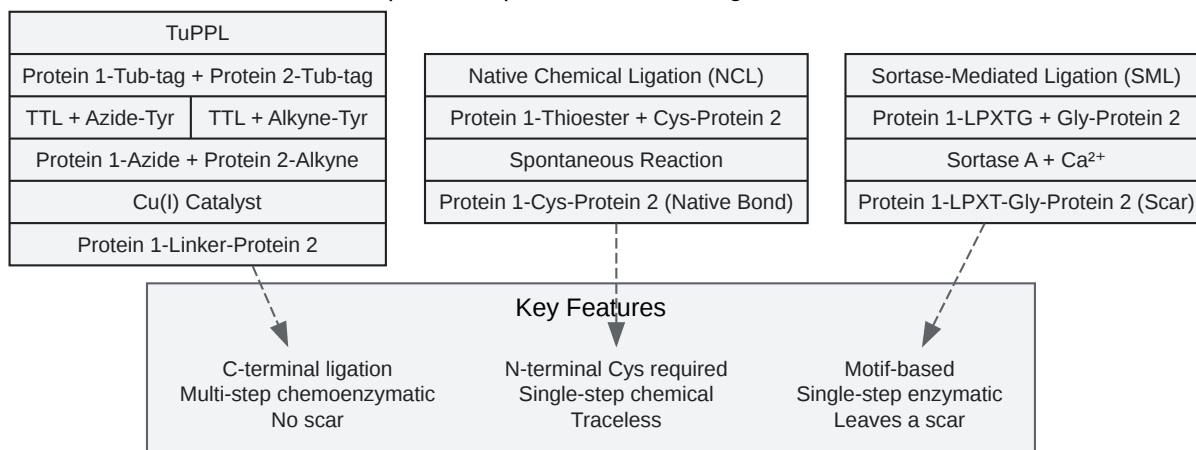 TuPPL
Protein 1-Tub-tag + Protein 2-Tub-tag
TTL + Azide-Tyr
TTL + Alkyne-Tyr
Protein 1-Azide + Protein 2-Alkyne
Cu(I) Catalyst
Protein 1-Linker-Protein 2
Native Chemical Ligation (NCL)
Protein 1-Thioester + Cys-Protein 2
Spontaneous Reaction
Protein 1-Cys-Protein 2 (Native Bond)
Sortase-Mediated Ligation (SML)
Protein 1-LPXTG + Gly-Protein 2
Sortase A + Ca²⁺
Protein 1-LPXT-Gly-Protein 2 (Scar)
Key Features
C-terminal ligation
Multi-step chemoenzymatic
No scar
N-terminal Cys required
Single-step chemical
Traceless
Motif-based
Single-step enzymatic
Leaves a scar